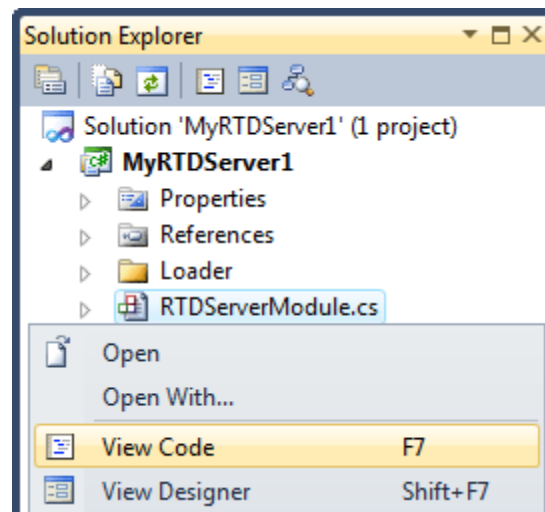 Solution Explorer
Solution 'MyRTDServer1' (1 project)
C# MyRTDServer1
Properties
References
Loader
RTDServerModule.cs
Open
Open With...
View Code F7
View Designer Shift+F7